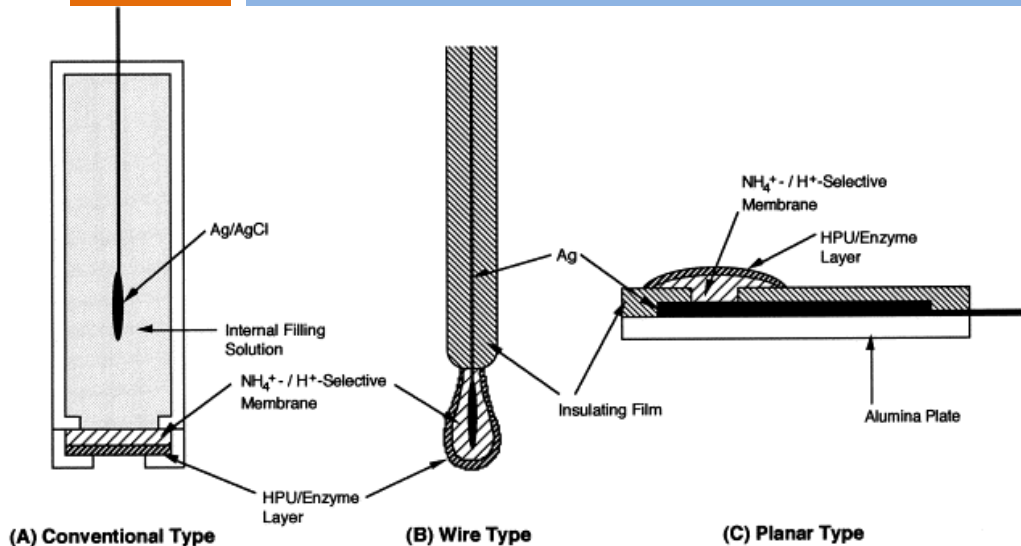 Ag/AgCl
Internal Filling
Solution
NH₄⁺- / H⁺-Selective
Membrane
HPU/Enzyme
Layer
(A) Conventional Type
Ag
Insulating Film
(B) Wire Type
NH₄⁺- / H⁺-Selective
Membrane
HPU/Enzyme
Layer
Alumina Plate
(C) Planar Type